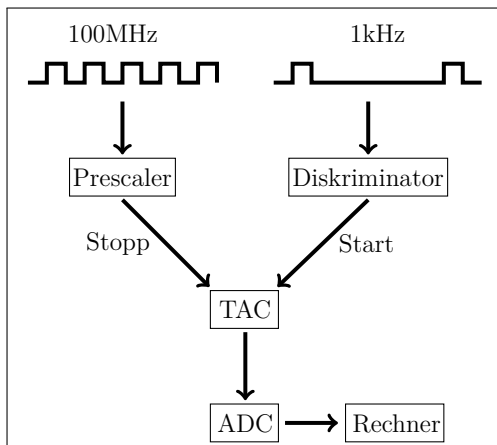 100MHz
1kHz
Prescaler
Diskriminator
Stopp
Start
TAC
ADC
Rechner